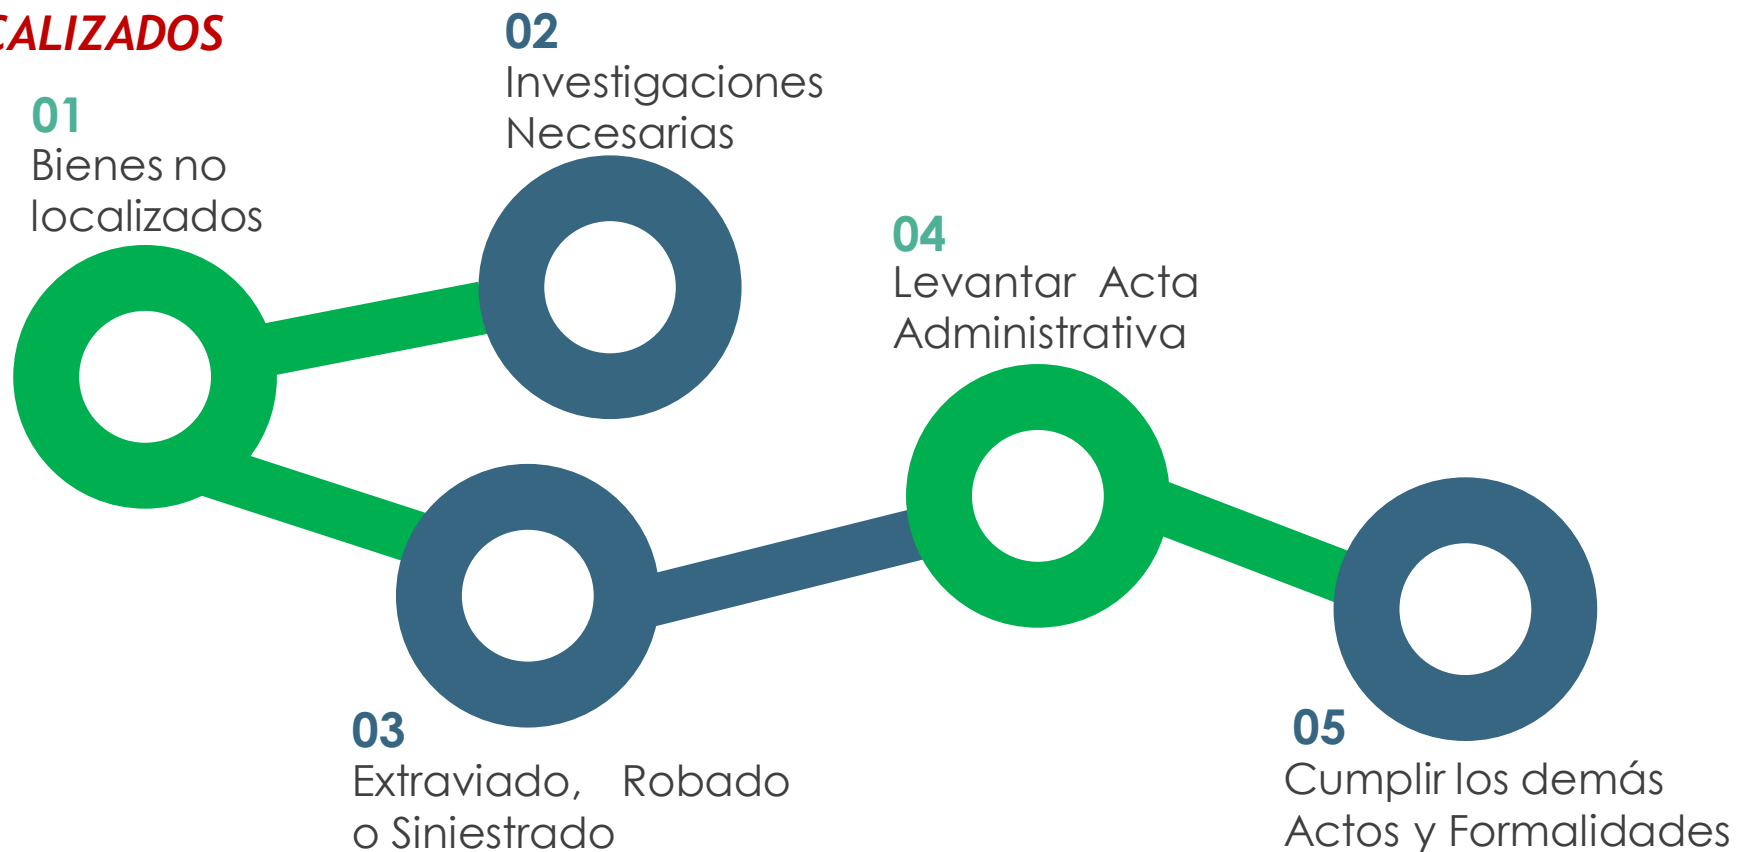 CALIZADOS
01
Bienes no
localizados
02
Investigaciones
Necesarias
03
Extraviado, Robado
o Siniestrado
04
Levantar Acta
Administrativa
05
Cumplir los demás
Actos y Formalidades